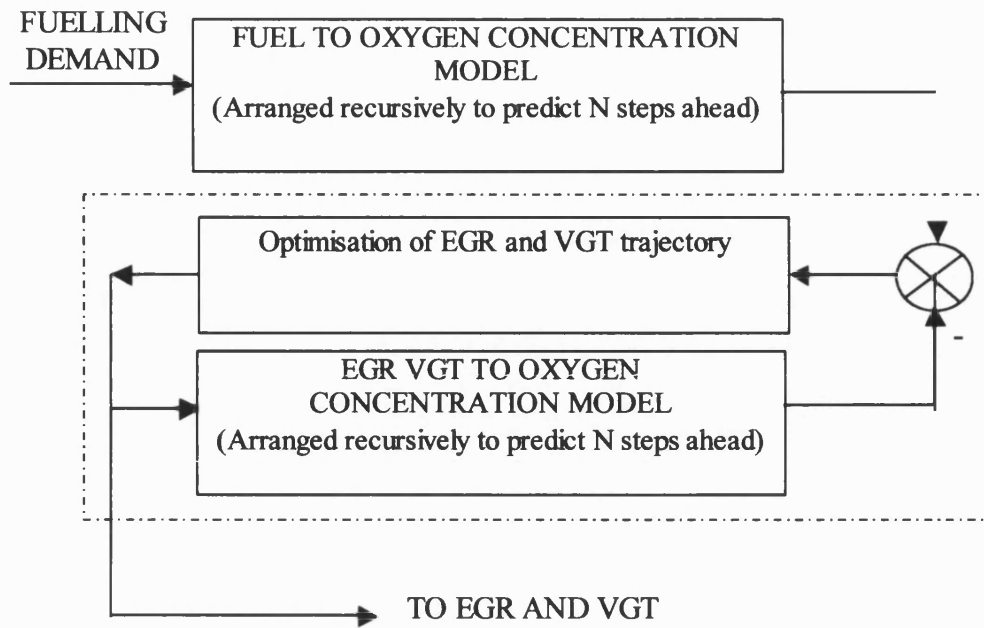 FUELLING
DEMAND
FUEL TO OXYGEN CONCENTRATION
MODEL
(Arranged recursively to predict N steps ahead)
Optimisation of EGR and VGT trajectory
-
EGR VGT TO OXYGEN
CONCENTRATION MODEL
(Arranged recursively to predict N steps ahead)
TO EGR AND VGT